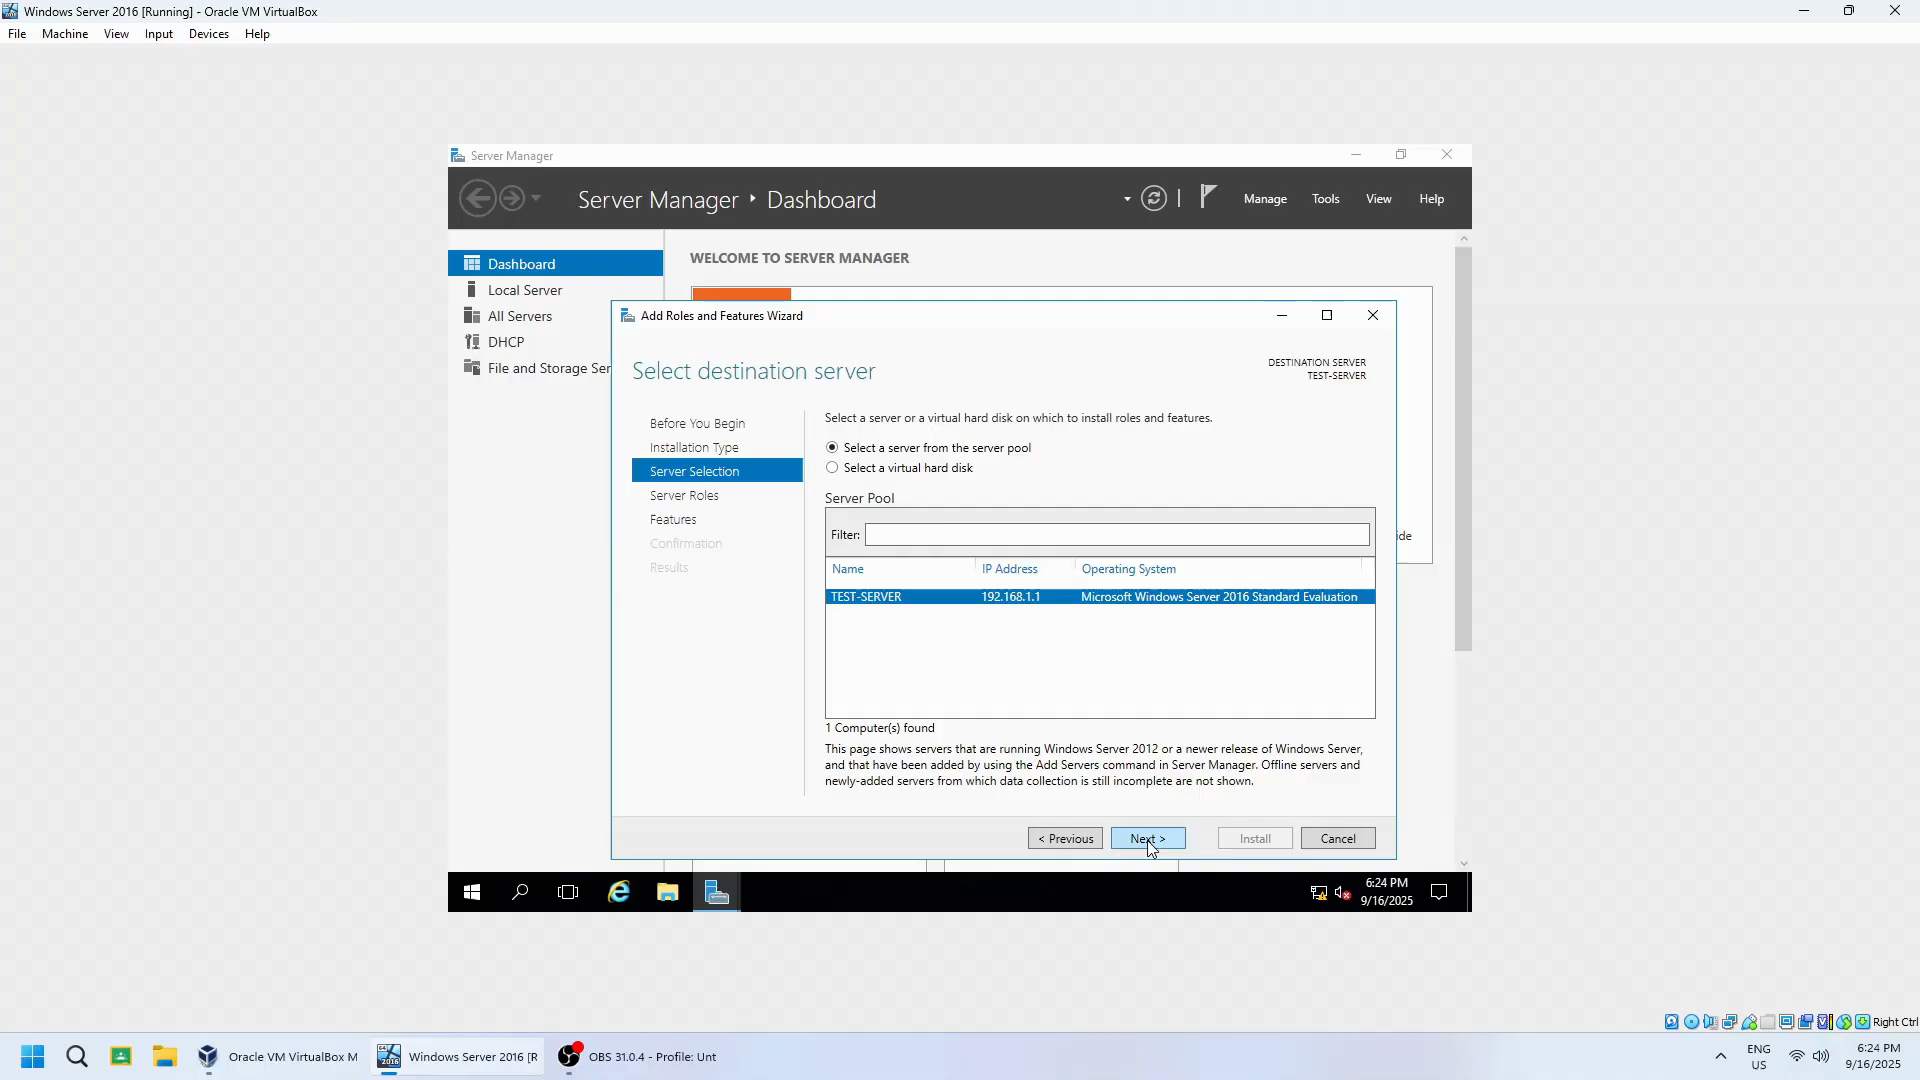 Windows Server 2016 [Running] - Oracle VM VirtualBox
File Machine View Input Devices Help
Server Manager
Server Manager Dashboard
Manage Tools View Help
Dashboard
Local Server
All Servers
DHCP
File and Storage Ser
WELCOME TO SERVER MANAGER
Add Roles and Features Wizard
Select destination server
DESTINATION SERVER
TEST-SERVER
Before You Begin
Installation Type
Server Selection
Server Roles
Features
Confirmation
Results
Select a server or a virtual hard disk on which to install roles and features.
Select a server from the server pool
Select a virtual hard disk
Server Pool
Filter:
Name IP Address Operating System
TEST-SERVER 192.168.1.1 Microsoft Windows Server 2016 Standard Evaluation
1 Computer(s) found
This page shows servers that are running Windows Server 2012 or a newer release of Windows Server,
and that have been added by using the Add Servers command in Server Manager. Offline servers and
newly-added servers from which data collection is still incomplete are not shown.
ide
< Previous Next > Install Cancel
6:24 PM
9/16/2025
Right Ctrl
Oracle VM VirtualBox M
2016
Windows Server 2016 [R
OBS 31.0.4 - Profile: Unt
ENG
US
6:24 PM
9/16/2025